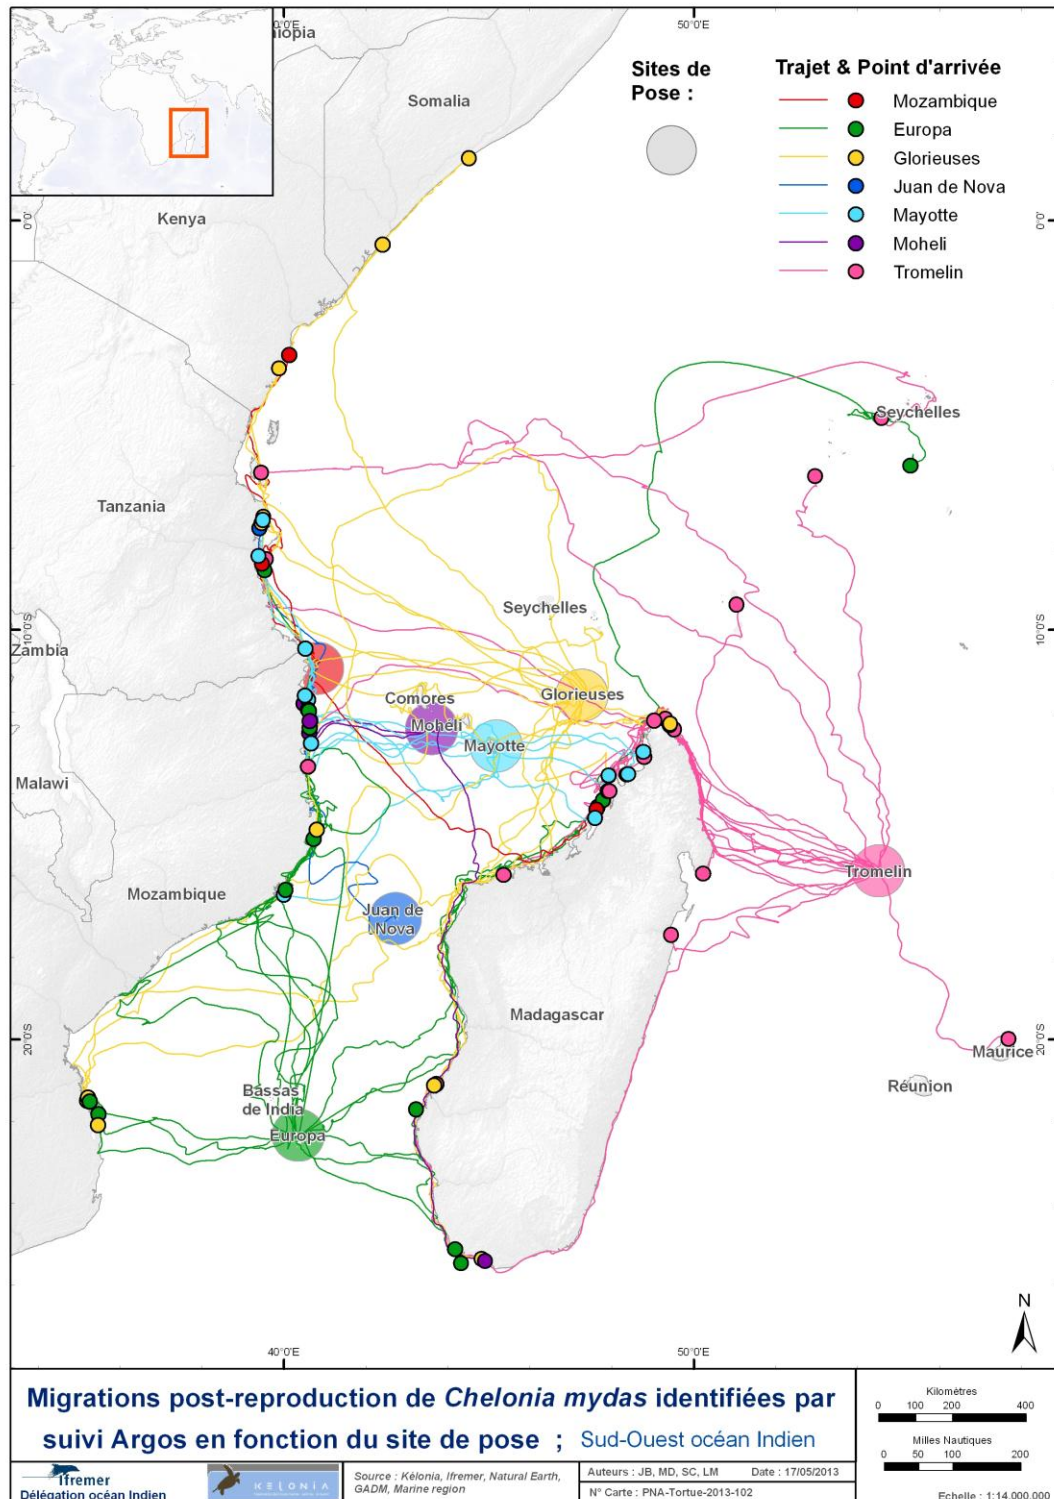 0°0'E
50°0'E
hiopia
Somalia
Kenya
Sites de
Pose :
Trajet & Point d'arrivée
Mozambique
Europa
Glorieuses
Juan de Nova
Mayotte
Moheli
Tromelin
0°0'
0°0'
Seychelles
Tanzania
Seychelles
10°0'S
10°0'S
Zambia
Comores
Glorieuses
Mohéli
Mayotte
Malawi
Mozambique
Tromelin
Juan de
Nova
Madagascar
20°0'S
20°0'S
Maurice
Réunion
Bassas
de India
Europa
N
40°0'E
50°0'E
Migrations post-reproduction de Chelonia mydas identifiées par
suivi Argos en fonction du site de pose ; Sud-Ouest océan Indien
Kilomètres
0 100 200 400
Milles Nautiques
0 50 100 200
Echelle : 1:14 000 000
Ifremer
Délégation océan Indien
KELONIA
Source : Kélonia, Ifremer, Natural Earth,
GADM, Marine region
Auteurs : JB, MD, SC, LM Date : 17/05/2013
N° Carte : PNA-Tortue-2013-102